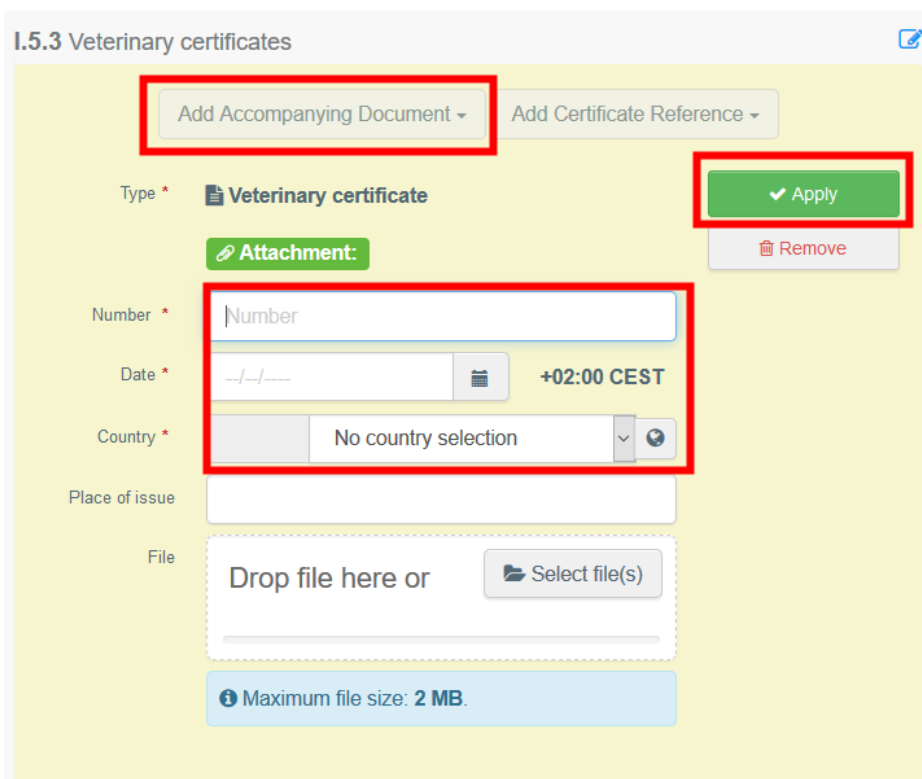 I.5.3 Veterinary certificates
Add Accompanying Document Add Certificate Reference
Type * Veterinary certificate
Apply
Attachment:
Remove
Number * Number
Date * --/--/---- +02:00 CEST
Country * No country selection
Place of issue
File
Drop file here or Select file(s)
Maximum file size: 2 MB.